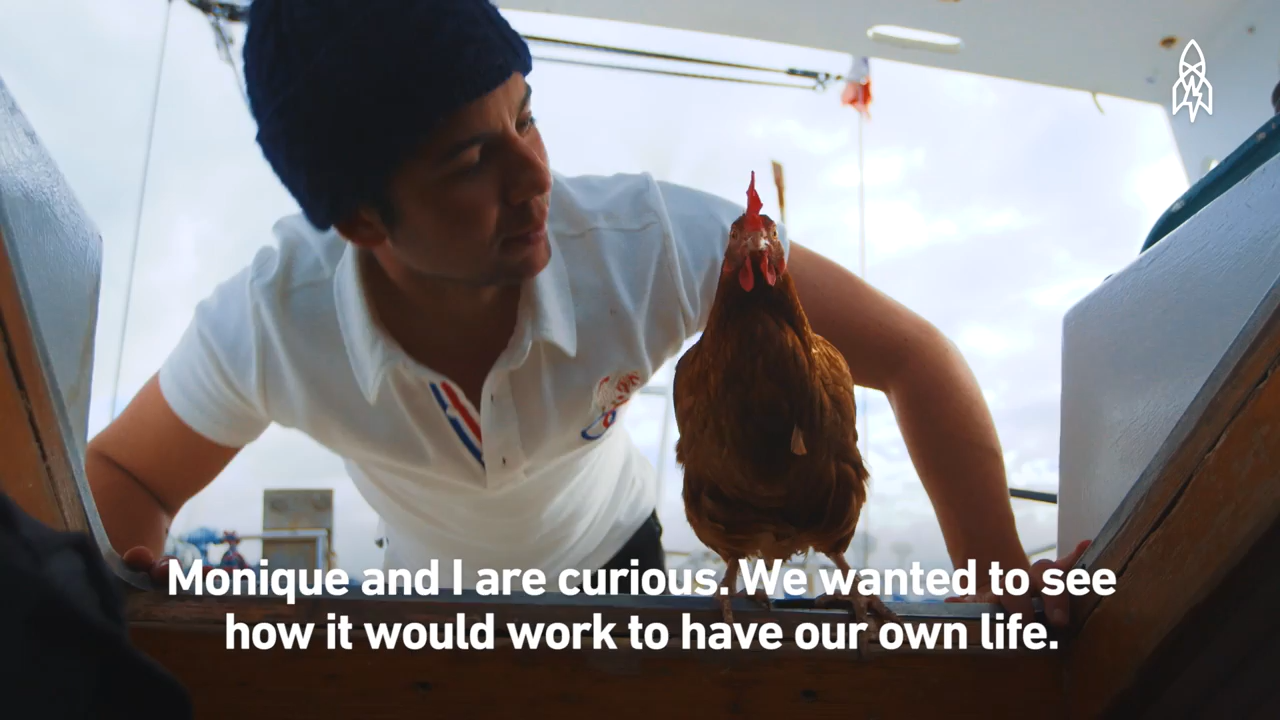 Monique and I are curious. We wanted to see
how it would work to have our own life.